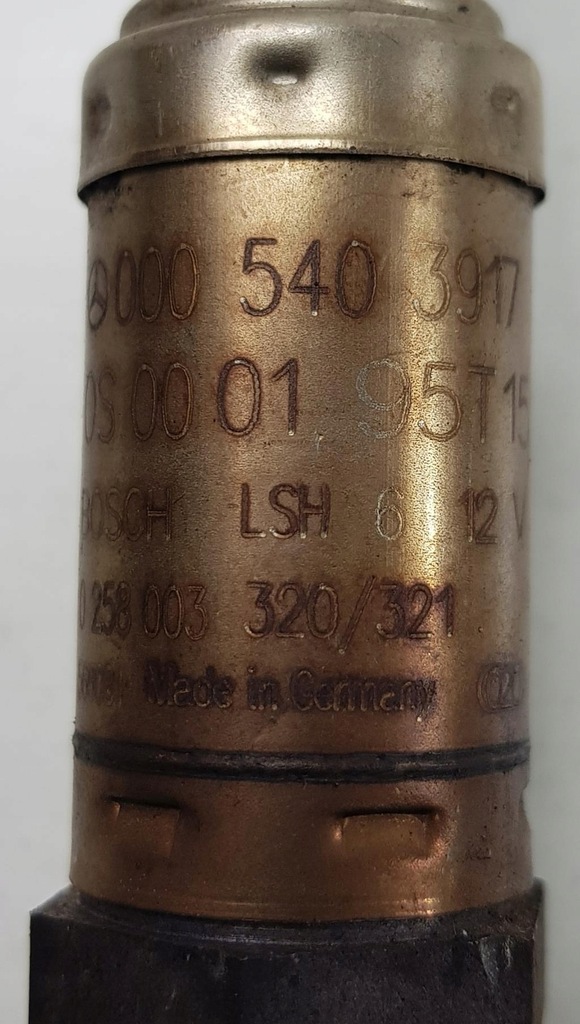 000 540 3917
0S 00 01 95T15
BOSCH LSH 6 12 V
0 258 003 320/321
Made in Germany